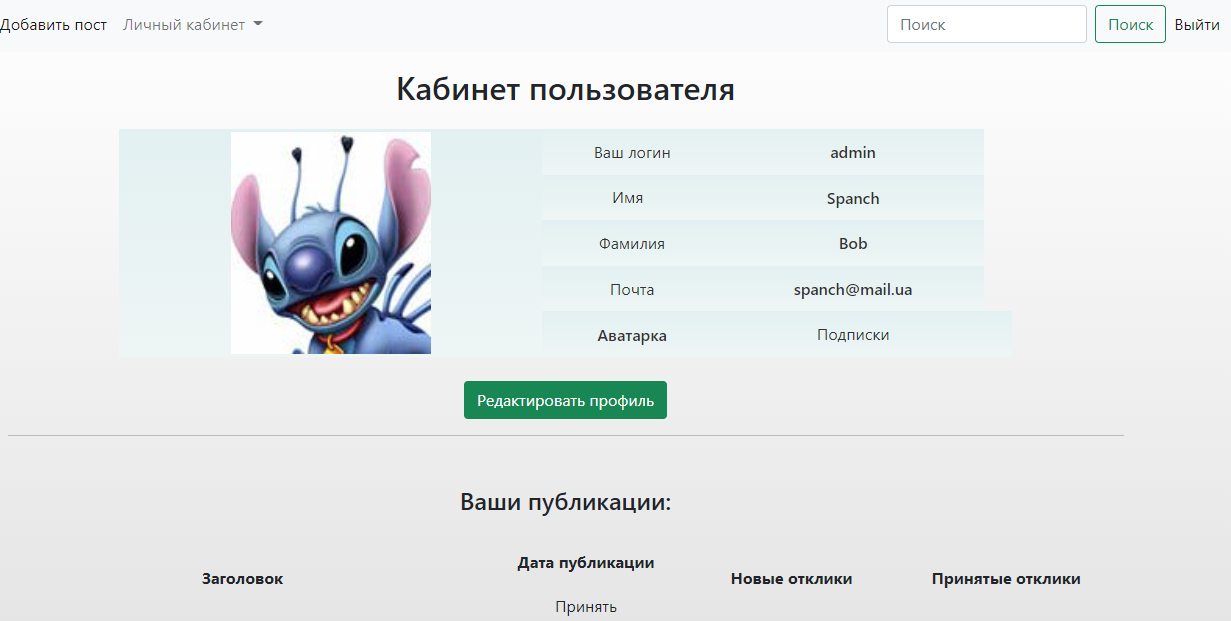 Добавить пост Личный кабинет Поиск Поиск Выйти
Кабинет пользователя
Ваш логин admin
Имя Spanch
Фамилия Bob
Почта spanch@mail.ua
Аватарка Подписки
Редактировать профиль
Ваши публикации:
Заголовок Дата публикации Новые отклики Принятые отклики
Принять